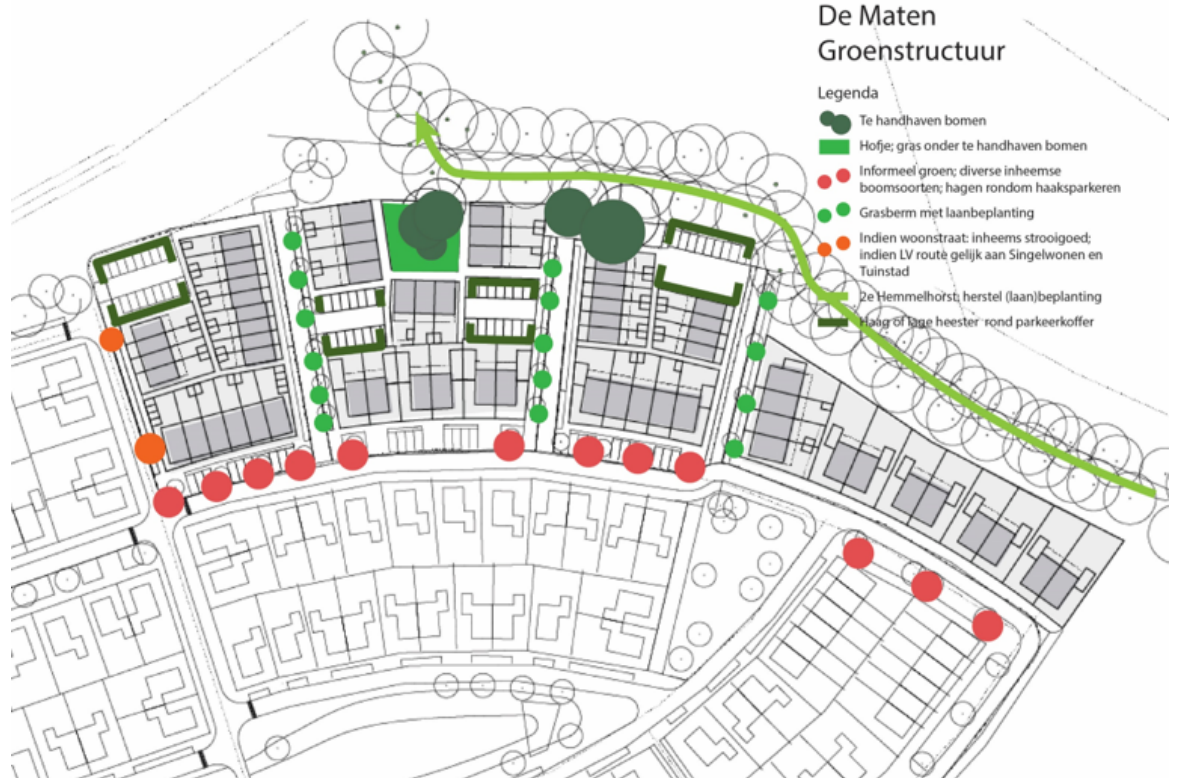 De Maten
Groenstructuur
Legenda
Te handhaven bomen
Hofje; gras onder te handhaven bomen
Informeel groen; diverse inheemse
boomsoorten; hagen rondom haaksparkeren
Grasberm met laanbeplanting
Indien woonstraat: inheems strooigoed;
indien LV route gelijk aan Singelwonen en
Tuinstad
2e Hemmelhorst: herstel (laan)beplanting
Haag of lage heester rond parkeerkoffer